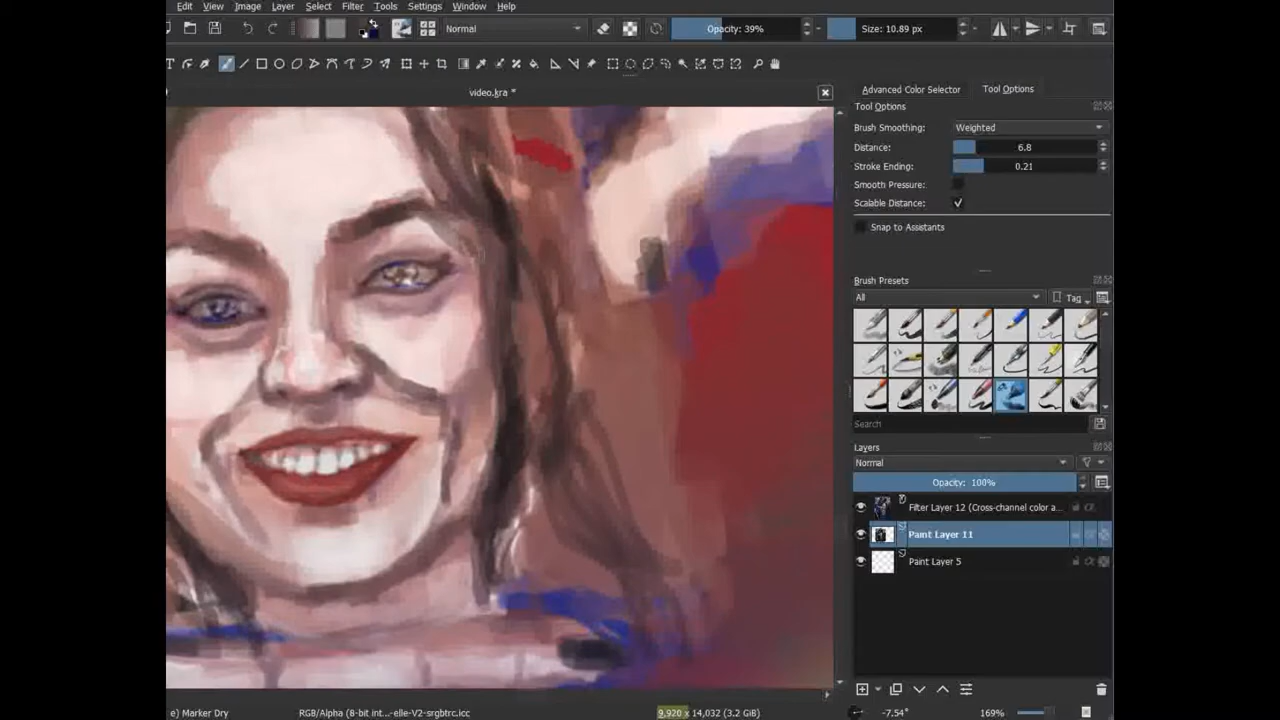 Edit View Image Layer Select Filter Tools Settings Window Help
Normal Opacity: 39% Size: 10.89 px
video.kra *
Advanced Color Selector Tool Options
Tool Options
Brush Smoothing: Weighted
Distance: 6.8
Stroke Ending: 0.21
Smooth Pressure:
Scalable Distance:
Snap to Assistants
Brush Presets
All Tag
Search
Layers
Normal
Opacity: 100%
Filter Layer 12 (Cross-channel color a...
Paint Layer 11
Paint Layer 5
e) Marker Dry RGB/Alpha (8-bit int...-elle-V2-srgbtrc.icc 9,920 x 14,032 (3.2 GiB) -7.54° 169%